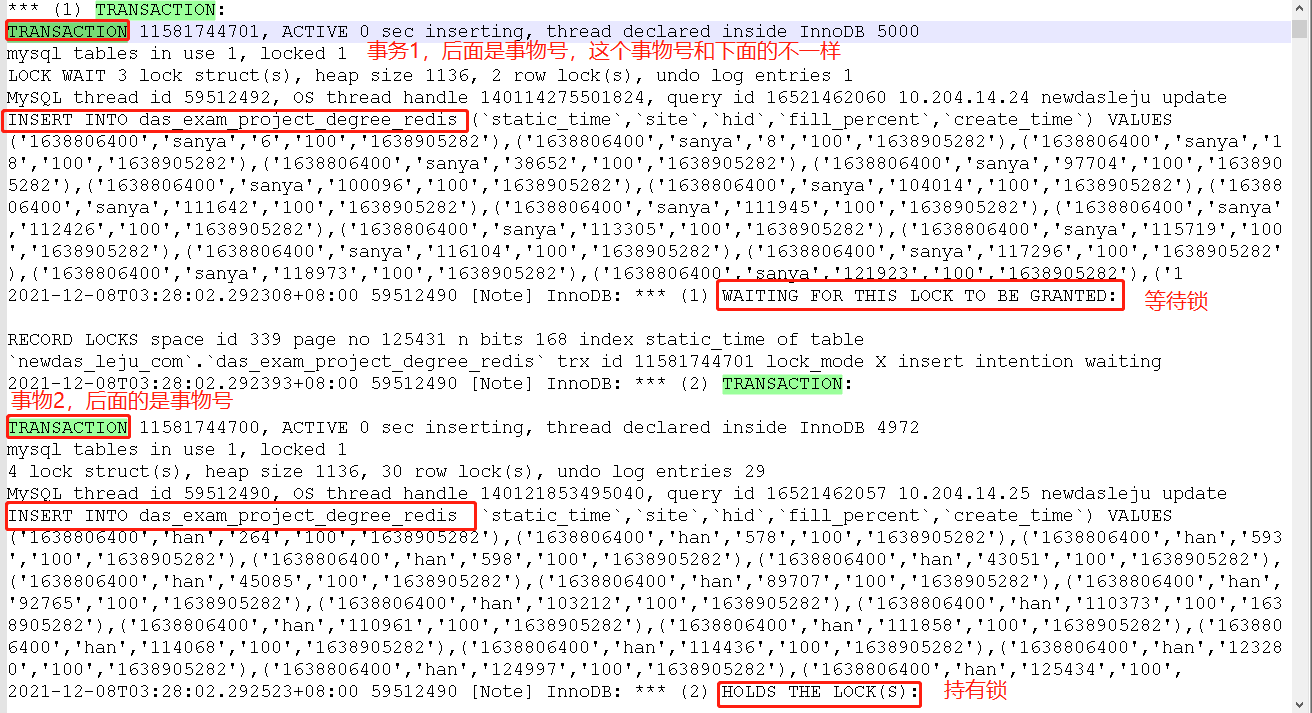 *** (1) TRANSACTION:
TRANSACTION 11581744701, ACTIVE 0 sec inserting, thread declared inside InnoDB 5000
mysql tables in use 1, locked 1 事务1，后面是事物号，这个事物号和下面的不一样
LOCK WAIT 3 lock struct(s), heap size 1136, 2 row lock(s), undo log entries 1
MySQL thread id 59512492, OS thread handle 140114275501824, query id 16521462060 10.204.14.24 newdasleju update
INSERT INTO das_exam_project_degree_redis (`static_time`,`site`,`hid`,`fill_percent`,`create_time`) VALUES
('1638806400','sanya','6','100','1638905282'),('1638806400','sanya','8','100','1638905282'),('1638806400','sanya','1
8','100','1638905282'),('1638806400','sanya','38652','100','1638905282'),('1638806400','sanya','97704','100','163890
5282'),('1638806400','sanya','100096','100','1638905282'),('1638806400','sanya','104014','100','1638905282'),('16388
06400','sanya','111642','100','1638905282'),('1638806400','sanya','111945','100','1638905282'),('1638806400','sanya'
,'112426','100','1638905282'),('1638806400','sanya','113305','100','1638905282'),('1638806400','sanya','115719','100
','1638905282'),('1638806400','sanya','116104','100','1638905282'),('1638806400','sanya','117296','100','1638905282'
),('1638806400','sanya','118973','100','1638905282'),('1638806400','sanya','121923','100','1638905282'),('1
2021-12-08T03:28:02.292308+08:00 59512490 [Note] InnoDB: *** (1) WAITING FOR THIS LOCK TO BE GRANTED: 等待锁
RECORD LOCKS space id 339 page no 125431 n bits 168 index static_time of table
`newdas_leju_com`.`das_exam_project_degree_redis` trx id 11581744701 lock_mode X insert intention waiting
2021-12-08T03:28:02.292393+08:00 59512490 [Note] InnoDB: *** (2) TRANSACTION:
事物2，后面的是事物号
TRANSACTION 11581744700, ACTIVE 0 sec inserting, thread declared inside InnoDB 4972
mysql tables in use 1, locked 1
4 lock struct(s), heap size 1136, 30 row lock(s), undo log entries 29
MySQL thread id 59512490, OS thread handle 140121853495040, query id 16521462057 10.204.14.25 newdasleju update
INSERT INTO das_exam_project_degree_redis `static_time`,`site`,`hid`,`fill_percent`,`create_time`) VALUES
('1638806400','han','264','100','1638905282'),('1638806400','han','578','100','1638905282'),('1638806400','han','593
','100','1638905282'),('1638806400','han','598','100','1638905282'),('1638806400','han','43051','100','1638905282'),
('1638806400','han','45085','100','1638905282'),('1638806400','han','89707','100','1638905282'),('1638806400','han',
'92765','100','1638905282'),('1638806400','han','103212','100','1638905282'),('1638806400','han','110373','100','163
8905282'),('1638806400','han','110961','100','1638905282'),('1638806400','han','111858','100','1638905282'),('163880
6400','han','114068','100','1638905282'),('1638806400','han','114436','100','1638905282'),('1638806400','han','12328
0','100','1638905282'),('1638806400','han','124997','100','1638905282'),('1638806400','han','125434','100',
2021-12-08T03:28:02.292523+08:00 59512490 [Note] InnoDB: *** (2) HOLDS THE LOCK(S): 持有锁